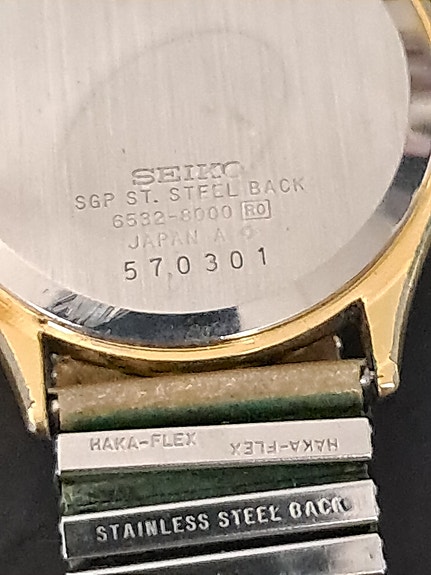 SEIKO
SGP ST. STEEL BACK
6532-8000 RO
JAPAN A
570301
HAKA-FLEX HAKA-FLEX
STAINLESS STEEL BACK